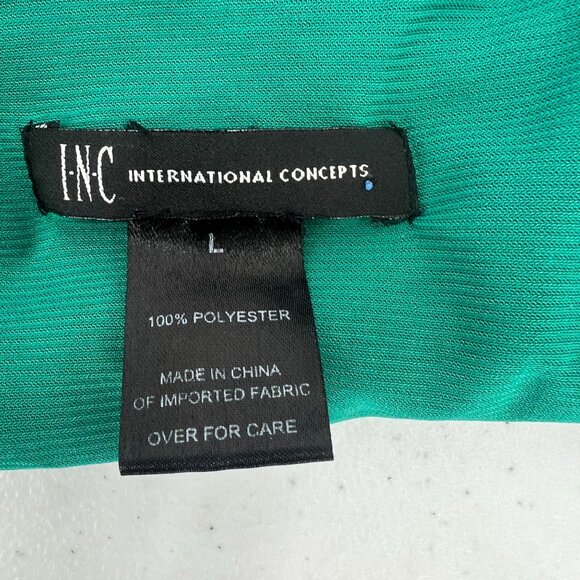 I·N·C INTERNATIONAL CONCEPTS
L
100% POLYESTER
MADE IN CHINA
OF IMPORTED FABRIC
OVER FOR CARE